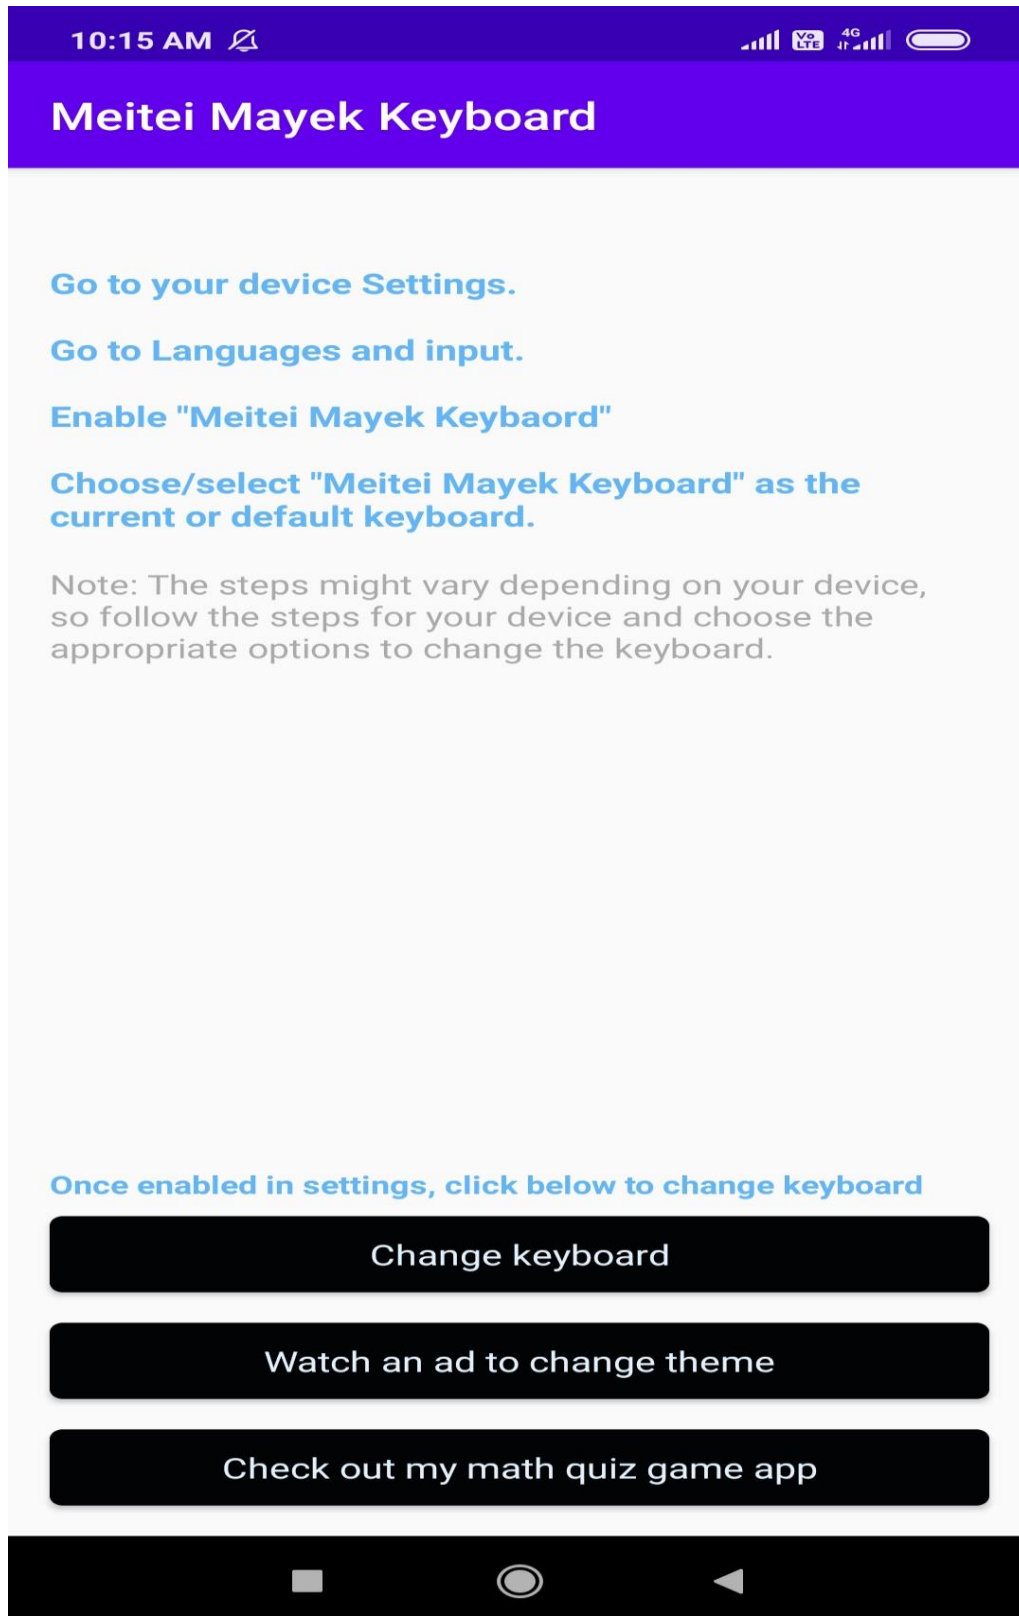 10:15 AM
Vo LTE 4G
Meitei Mayek Keyboard
Go to your device Settings.
Go to Languages and input.
Enable "Meitei Mayek Keybaord"
Choose/select "Meitei Mayek Keyboard" as the
current or default keyboard.
Note: The steps might vary depending on your device,
so follow the steps for your device and choose the
appropriate options to change the keyboard.
Once enabled in settings, click below to change keyboard
Change keyboard
Watch an ad to change theme
Check out my math quiz game app